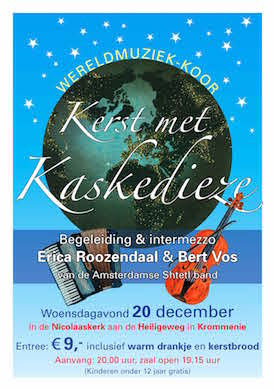 WERELDMUZIEK-KOOR
Kerst met
Kaskedieze
Begeleiding & intermezzo
Erica Roozendaal & Bert Vos
van de Amsterdamse Shtetl band
Woensdagavond 20 december
In de Nicolaaskerk aan de Heiligeweg in Krommenie
Entree: € 9,- inclusief warm drankje en kerstbrood
Aanvang: 20.00 uur, zaal open 19.15 uur
(Kinderen onder 12 jaar gratis)